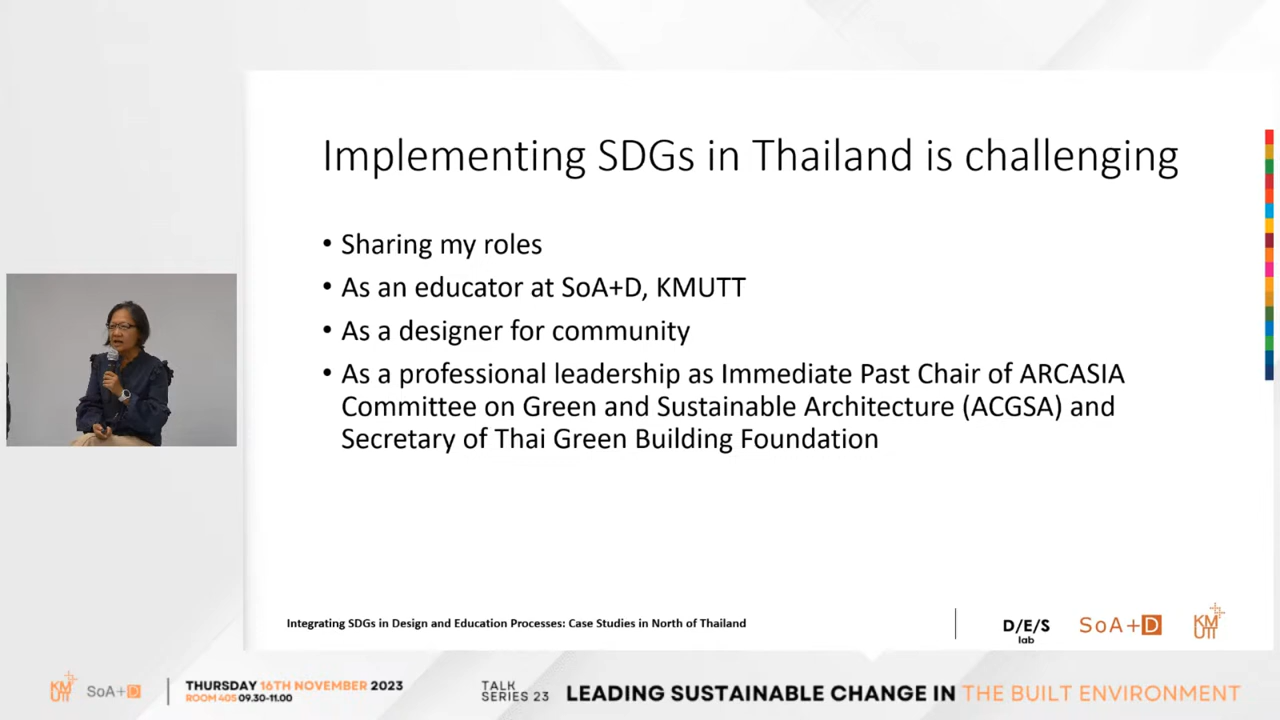 Implementing SDGs in Thailand is challenging
• Sharing my roles
• As an educator at SoA+D, KMUTT
• As a designer for community
• As a professional leadership as Immediate Past Chair of ARCASIA
Committee on Green and Sustainable Architecture (ACGSA) and
Secretary of Thai Green Building Foundation
Integrating SDGs in Design and Education Processes: Case Studies in North of Thailand
D/E/S
lab
SoA+D
KM
UTT
KM
UTT
SoA+D
THURSDAY 16TH NOVEMBER 2023
ROOM 405 09.30-11.00
TALK
SERIES 23
LEADING SUSTAINABLE CHANGE IN THE BUILT ENVIRONMENT